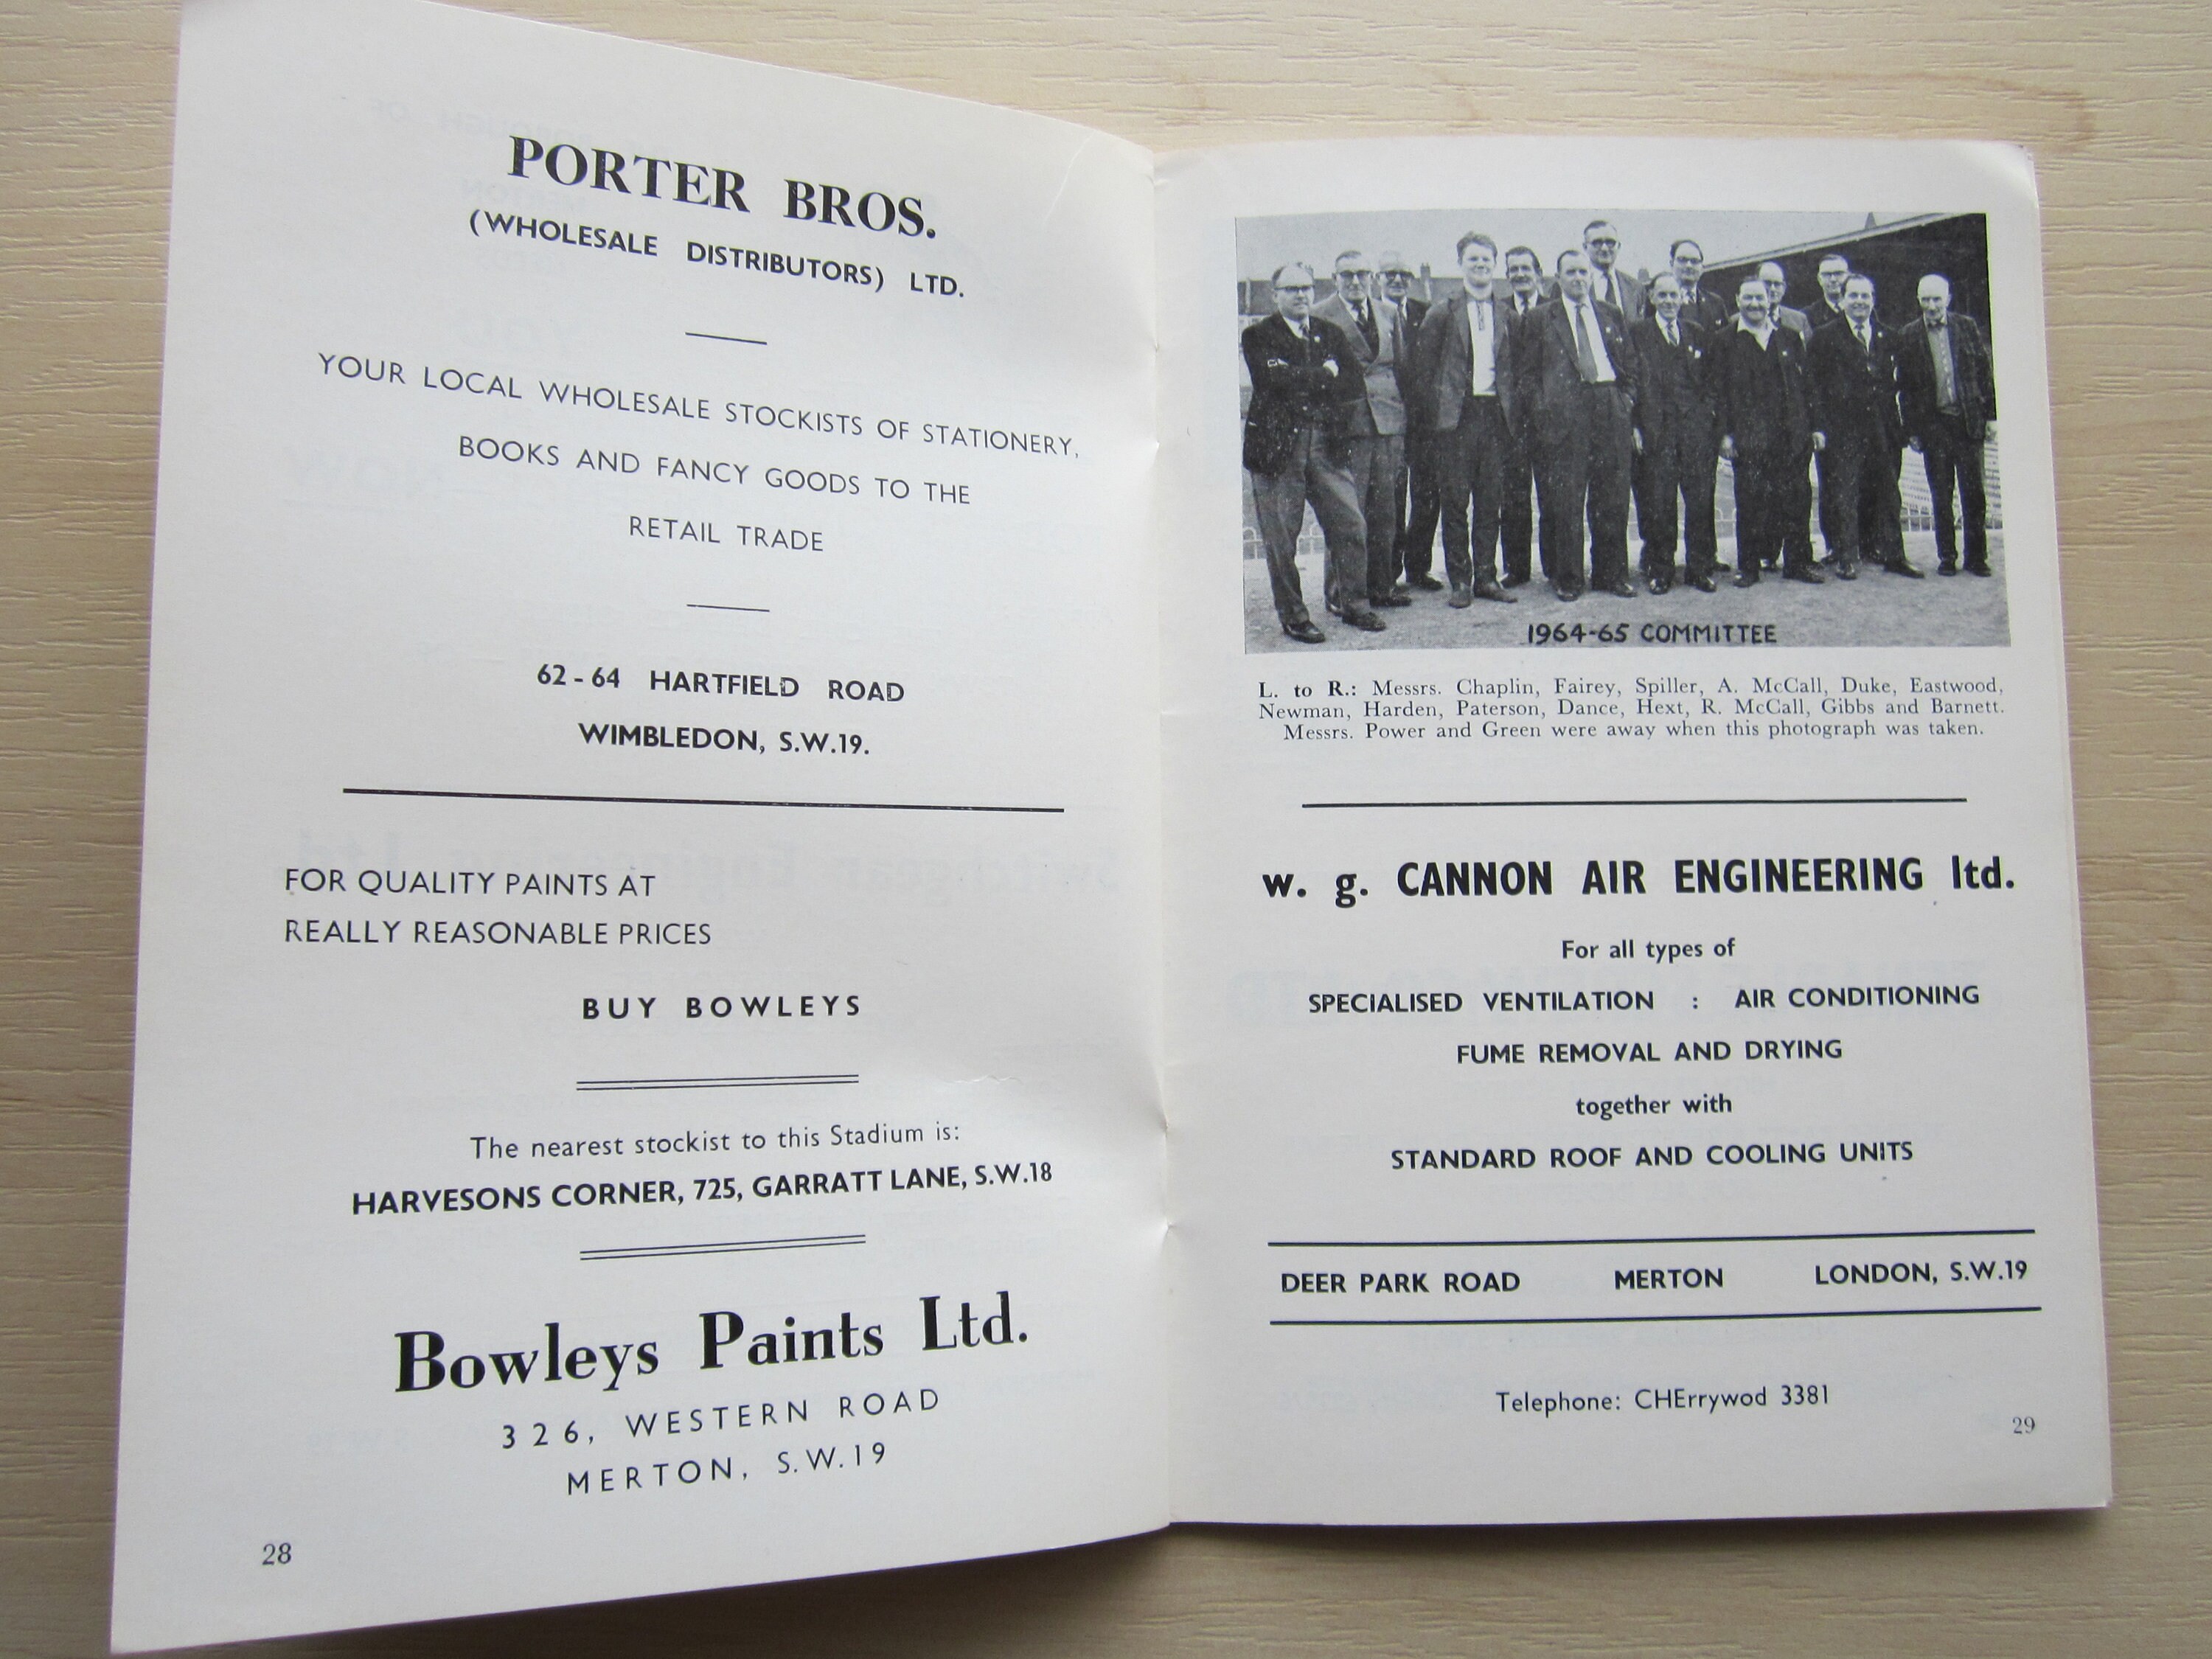 PORTER BROS.
(WHOLESALE DISTRIBUTORS) LTD.
YOUR LOCAL WHOLESALE STOCKISTS OF STATIONERY,
BOOKS AND FANCY GOODS TO THE
RETAIL TRADE
62-64 HARTFIELD ROAD
WIMBLEDON, S.W.19.
FOR QUALITY PAINTS AT
REALLY REASONABLE PRICES
BUY BOWLEYS
The nearest stockist to this Stadium is:
HARVESONS CORNER, 725, GARRATT LANE, S.W.18
Bowleys Paints Ltd.
326, WESTERN ROAD
MERTON, S.W.19
28
1964-65 COMMITTEE
L. to R.: Messrs. Chaplin, Fairey, Spiller, A. McCall, Duke, Eastwood,
Newman, Harden, Paterson, Dance, Hext, R. McCall, Gibbs and Barnett.
Messrs. Power and Green were away when this photograph was taken.
w. g. CANNON AIR ENGINEERING ltd.
For all types of
SPECIALISED VENTILATION : AIR CONDITIONING
FUME REMOVAL AND DRYING
together with
STANDARD ROOF AND COOLING UNITS
DEER PARK ROAD MERTON LONDON, S.W.19
Telephone: CHErrywod 3381
29